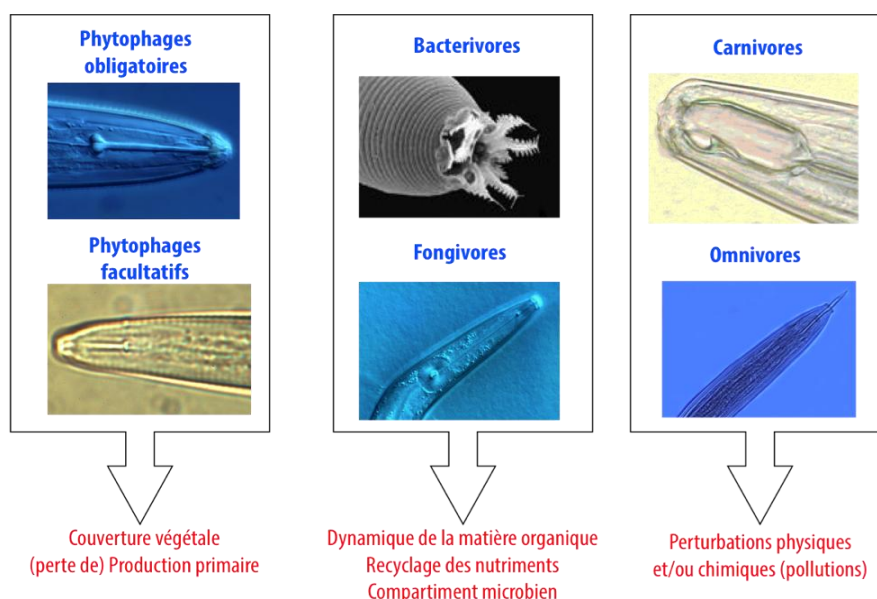 Phytophages
obligatoires
Phytophages
facultatifs
Couverture végétale
(perte de) Production primaire
Bacterivores
Fongivores
Dynamique de la matière organique
Recyclage des nutriments
Compartiment microbien
Carnivores
Omnivores
Perturbations physiques
et/ou chimiques (pollutions)